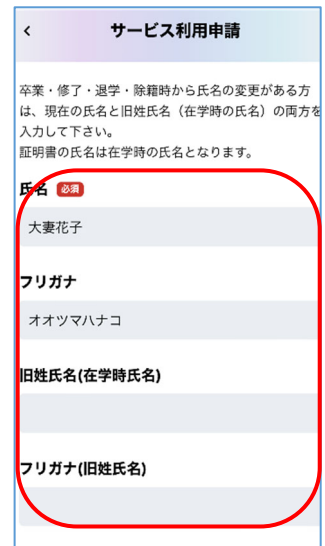 < サービス利用申請
卒業・修了・退学・除籍時から氏名の変更がある方
は、現在の氏名と旧姓氏名（在学時の氏名）の両方を
入力して下さい。
証明書の氏名は在学時の氏名となります。
氏名 必須
大妻花子
フリガナ
オオツマハナコ
旧姓氏名(在学時氏名)
フリガナ(旧姓氏名)